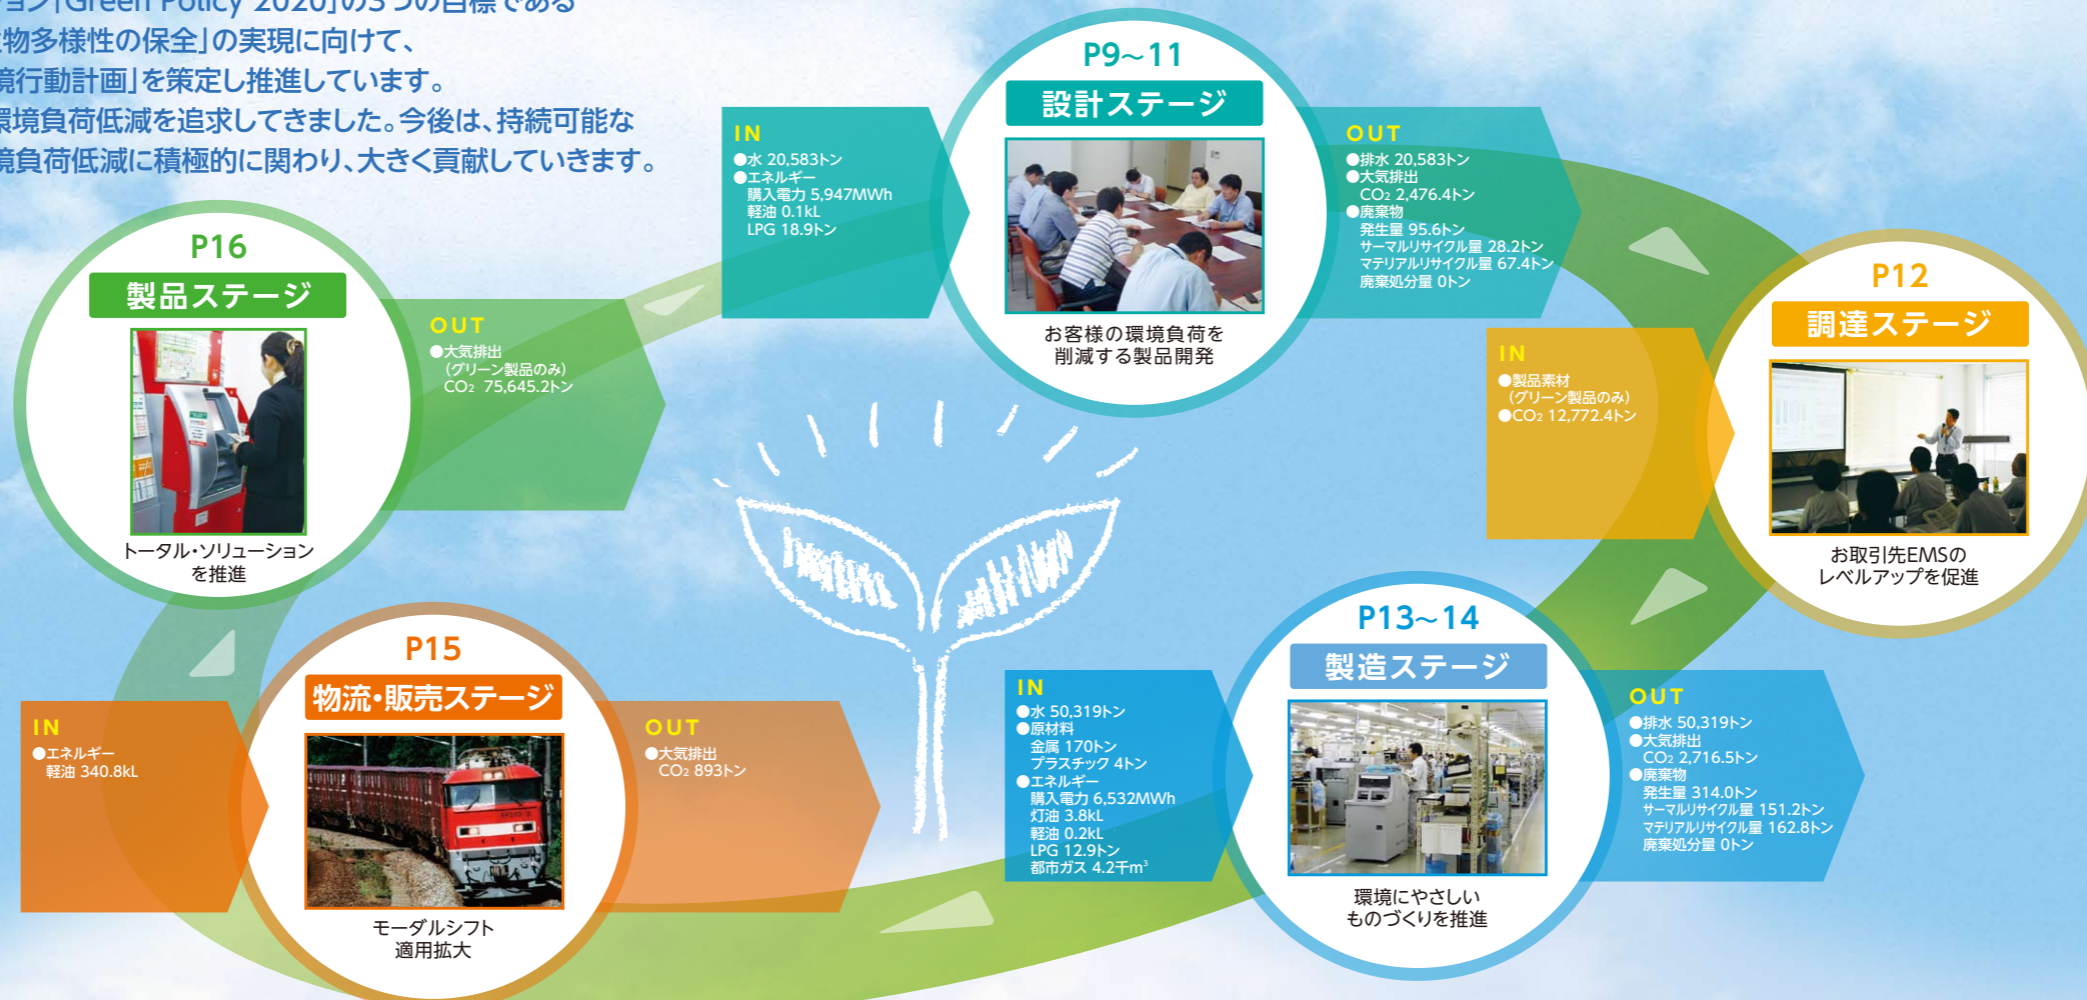 ョン「Green Policy 2020」の3つの目標である
物多様性の保全」の実現に向けて、
境行動計画」を策定し推進しています。
環境負荷低減を追求してきました。今後は、持続可能な
境負荷低減に積極的に関わり、大きく貢献していきます。
P9～11
設計ステージ
お客様の環境負荷を
削減する製品開発
IN
●水 20,583トン
●エネルギー
購入電力 5,947MWh
軽油 0.1kL
LPG 18.9トン
OUT
●排水 20,583トン
●大気排出
CO₂ 2,476.4トン
●廃棄物
発生量 95.6トン
サーマルリサイクル量 28.2トン
マテリアルリサイクル量 67.4トン
廃棄処分量 0トン
P12
調達ステージ
お取引先EMSの
レベルアップを促進
IN
●製品素材
（グリーン製品のみ）
●CO₂ 12,772.4トン
P13～14
製造ステージ
環境にやさしい
ものづくりを推進
IN
●水 50,319トン
●原材料
金属 170トン
プラスチック 4トン
●エネルギー
購入電力 6,532MWh
灯油 3.8kL
軽油 0.2kL
LPG 12.9トン
都市ガス 4.2千m³
OUT
●排水 50,319トン
●大気排出
CO₂ 2,716.5トン
●廃棄物
発生量 314.0トン
サーマルリサイクル量 151.2トン
マテリアルリサイクル量 162.8トン
廃棄処分量 0トン
P15
物流・販売ステージ
モーダルシフト
適用拡大
IN
●エネルギー
軽油 340.8kL
OUT
●大気排出
CO₂ 893トン
P16
製品ステージ
トータル・ソリューション
を推進
OUT
●大気排出
（グリーン製品のみ）
CO₂ 75,645.2トン